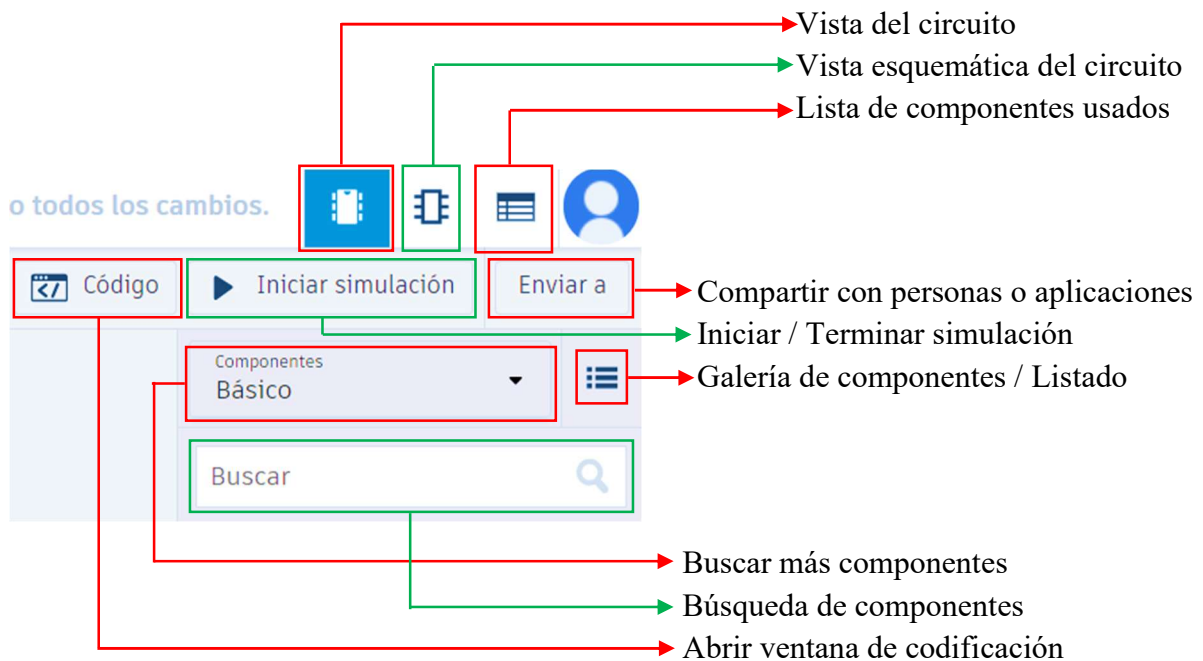 Vista del circuito
Vista esquemática del circuito
Lista de componentes usados
o todos los cambios.
Código
Iniciar simulación
Enviar a
Compartir con personas o aplicaciones
Iniciar / Terminar simulación
Componentes
Básico
Galería de componentes / Listado
Buscar
Buscar más componentes
Búsqueda de componentes
Abrir ventana de codificación